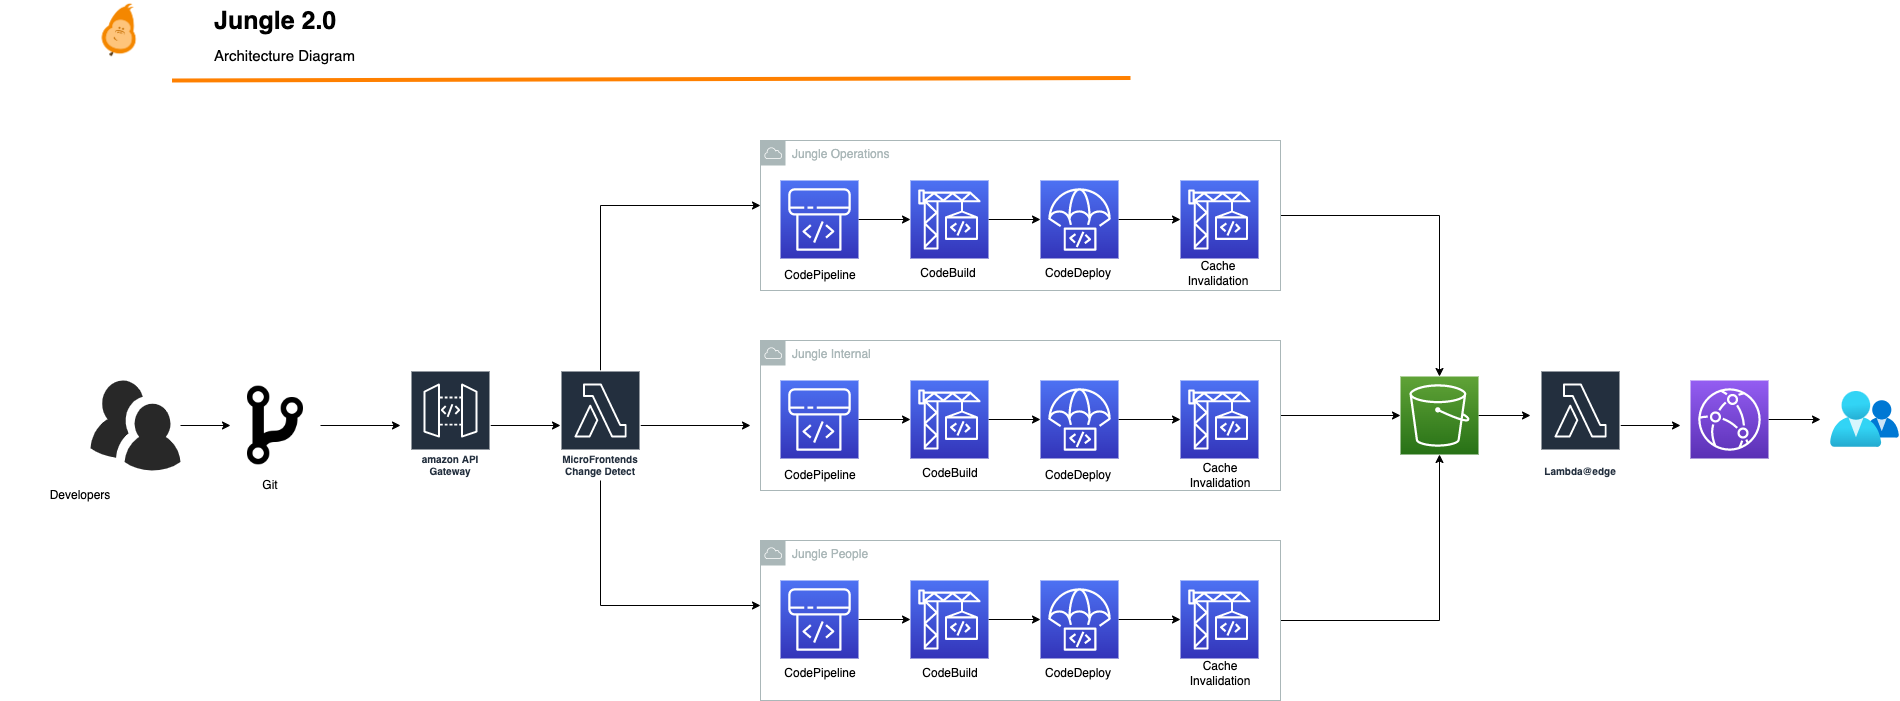 Jungle 2.0
Architecture Diagram
Jungle Operations
CodePipeline
CodeBuild
CodeDeploy
Cache
Invalidation
Jungle Internal
CodePipeline
CodeBuild
CodeDeploy
Cache
Invalidation
Developers
Git
amazon API
Gateway
MicroFrontends
Change Detect
Lambda@edge
Jungle People
CodePipeline
CodeBuild
CodeDeploy
Cache
Invalidation